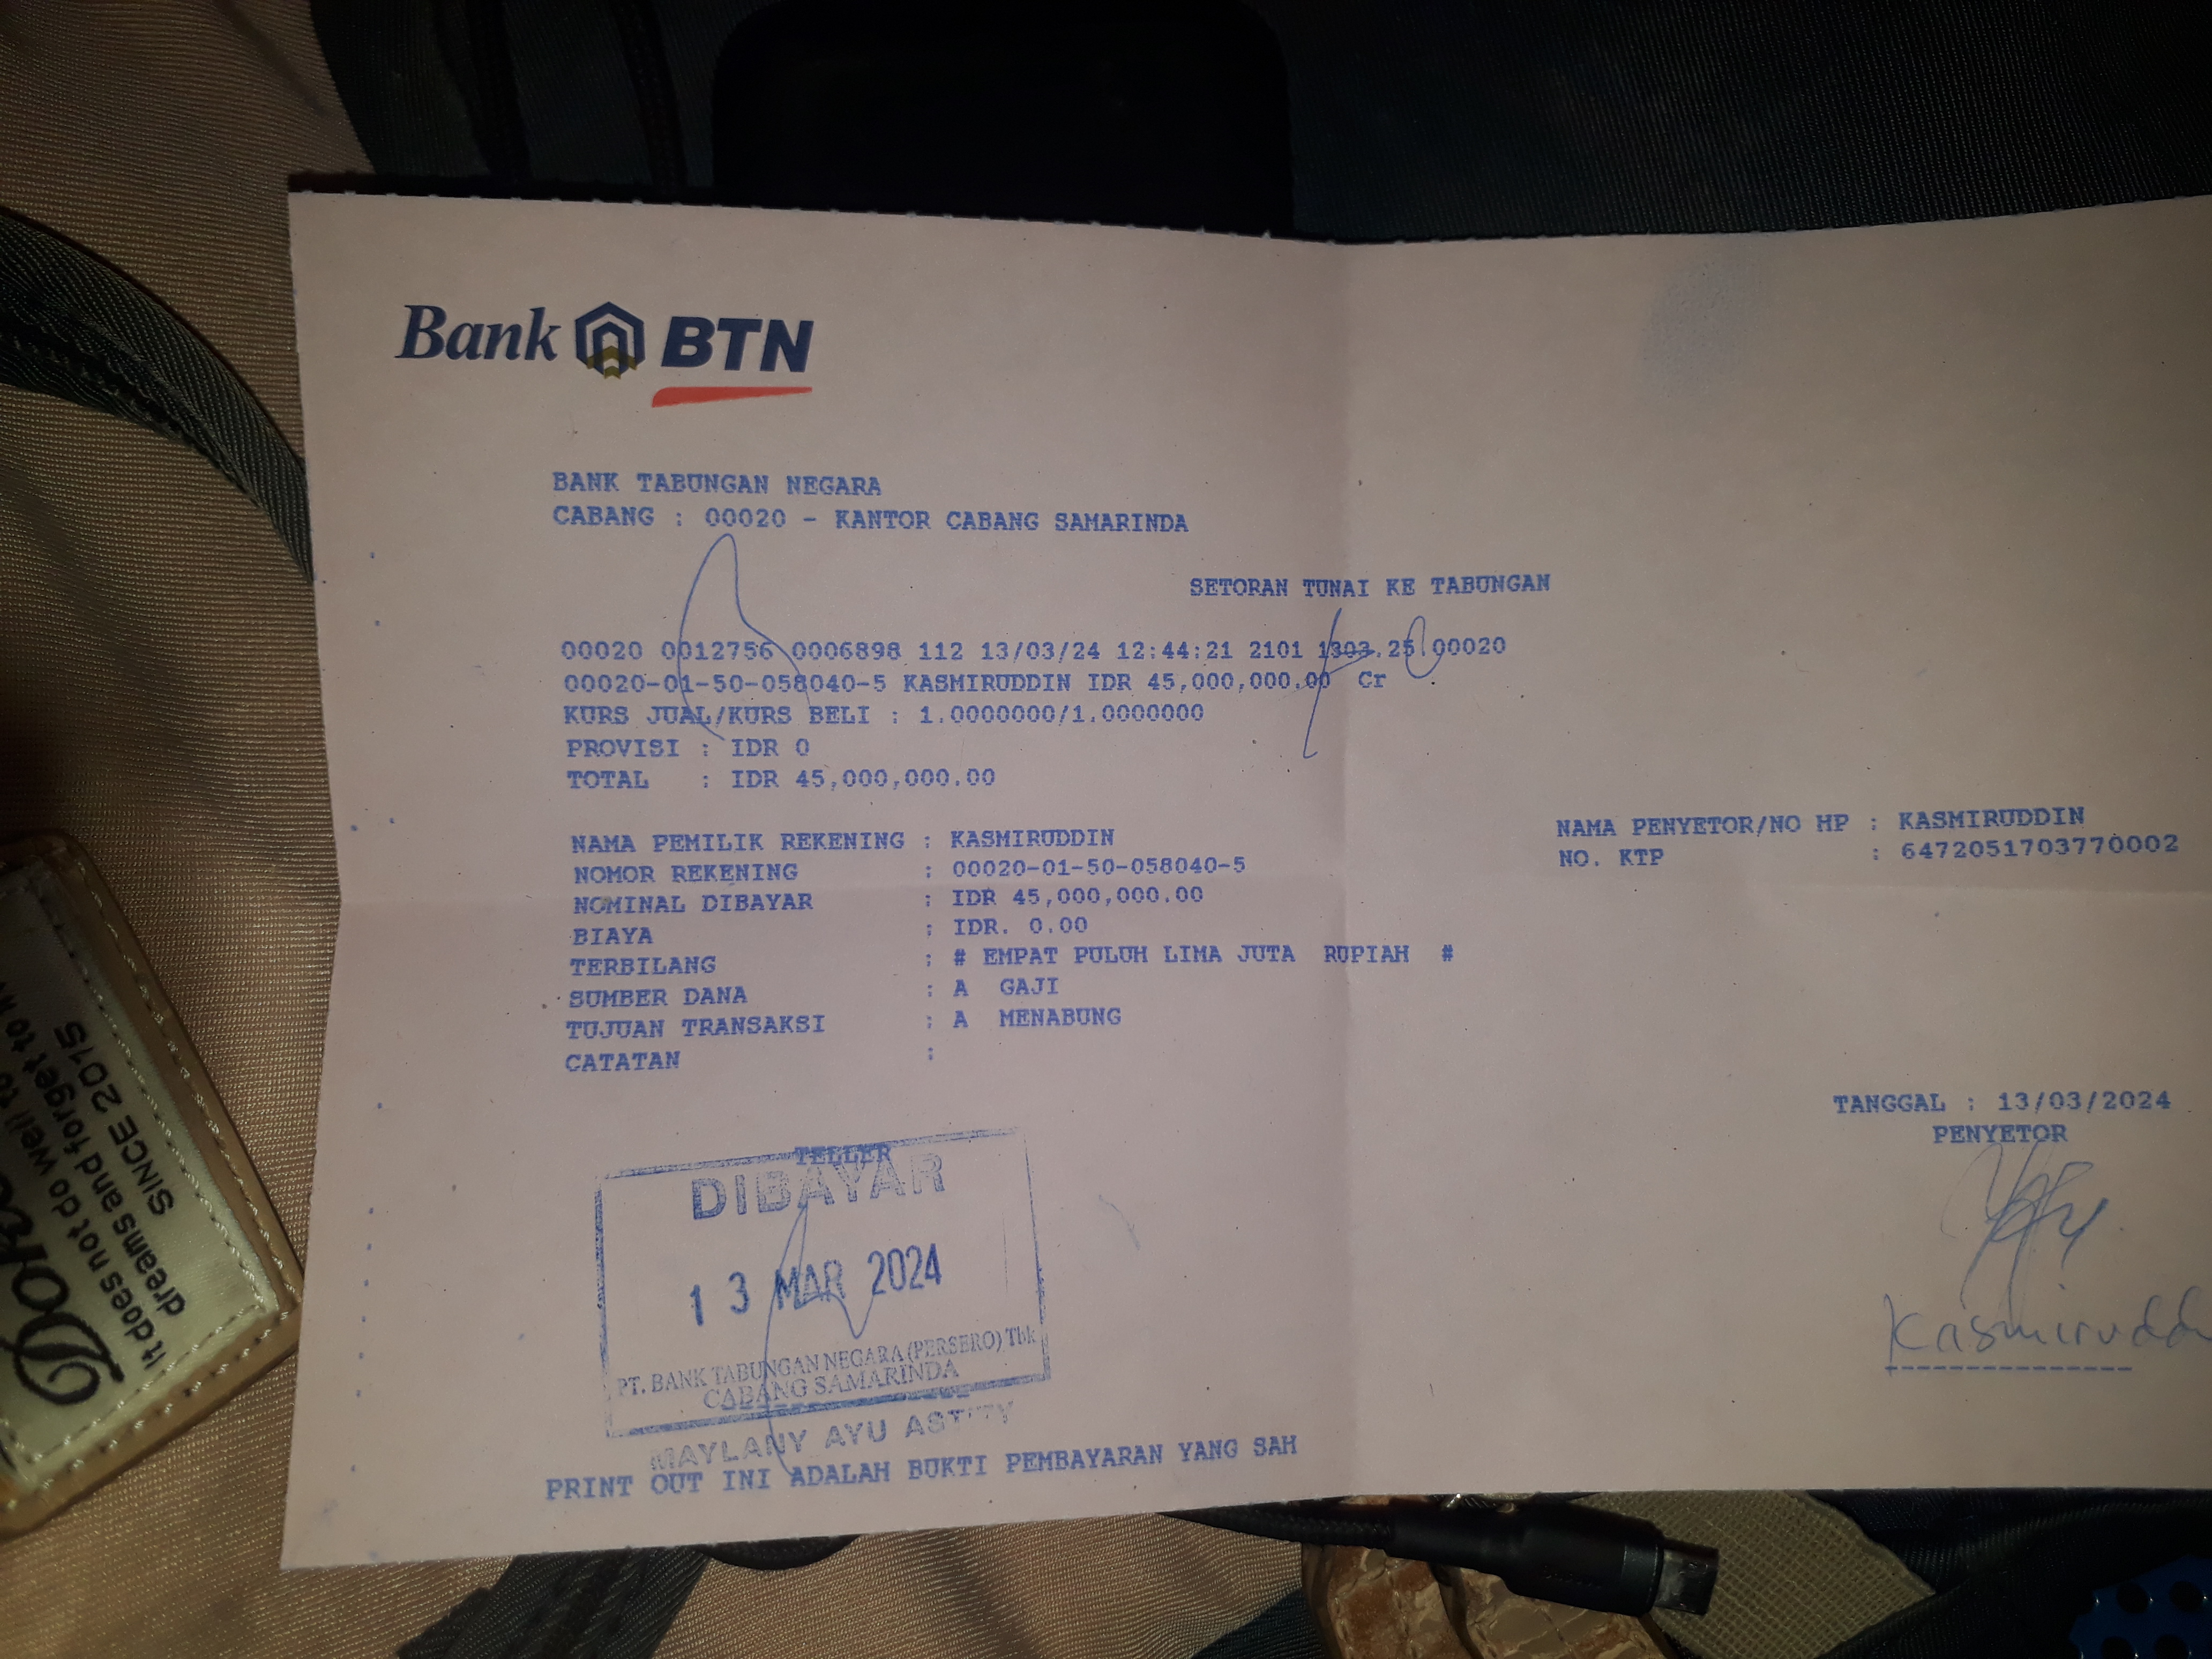 Bank BTN
BANK TABUNGAN NEGARA
CABANG : 00020 - KANTOR CABANG SAMARINDA
SETORAN TUNAI KE TABUNGAN
00020 0012756 0006898 112 13/03/24 12:44:21 2101 1303.25.00020
00020-01-50-058040-5 KASMIRUDDIN IDR 45,000,000.00 Cr
KURS JUAL/KURS BELI : 1.0000000/1.0000000
PROVISI : IDR 0
TOTAL : IDR 45,000,000.00
NAMA PEMILIK REKENING : KASMIRUDDIN
NOMOR REKENING : 00020-01-50-058040-5
NOMINAL DIBAYAR : IDR 45,000,000.00
BIAYA : IDR. 0.00
TERBILANG : # EMPAT PULUH LIMA JUTA RUPIAH #
SUMBER DANA : A GAJI
TUJUAN TRANSAKSI : A MENABUNG
CATATAN :
NAMA PENYETOR/NO HP : KASMIRUDDIN
NO. KTP : 6472051703770002
TANGGAL : 13/03/2024
PENYETOR
Kasmirudd
TELLER
DIBAYAR
13 MAR 2024
PT. BANK TABUNGAN NEGARA (PERSERO) Tbk
CABANG SAMARINDA
MAYLANY AYU
PRINT OUT INI ADALAH BUKTI PEMBAYARAN YANG SAH
It does not do well to
dreams and forget to
SINCE 2015